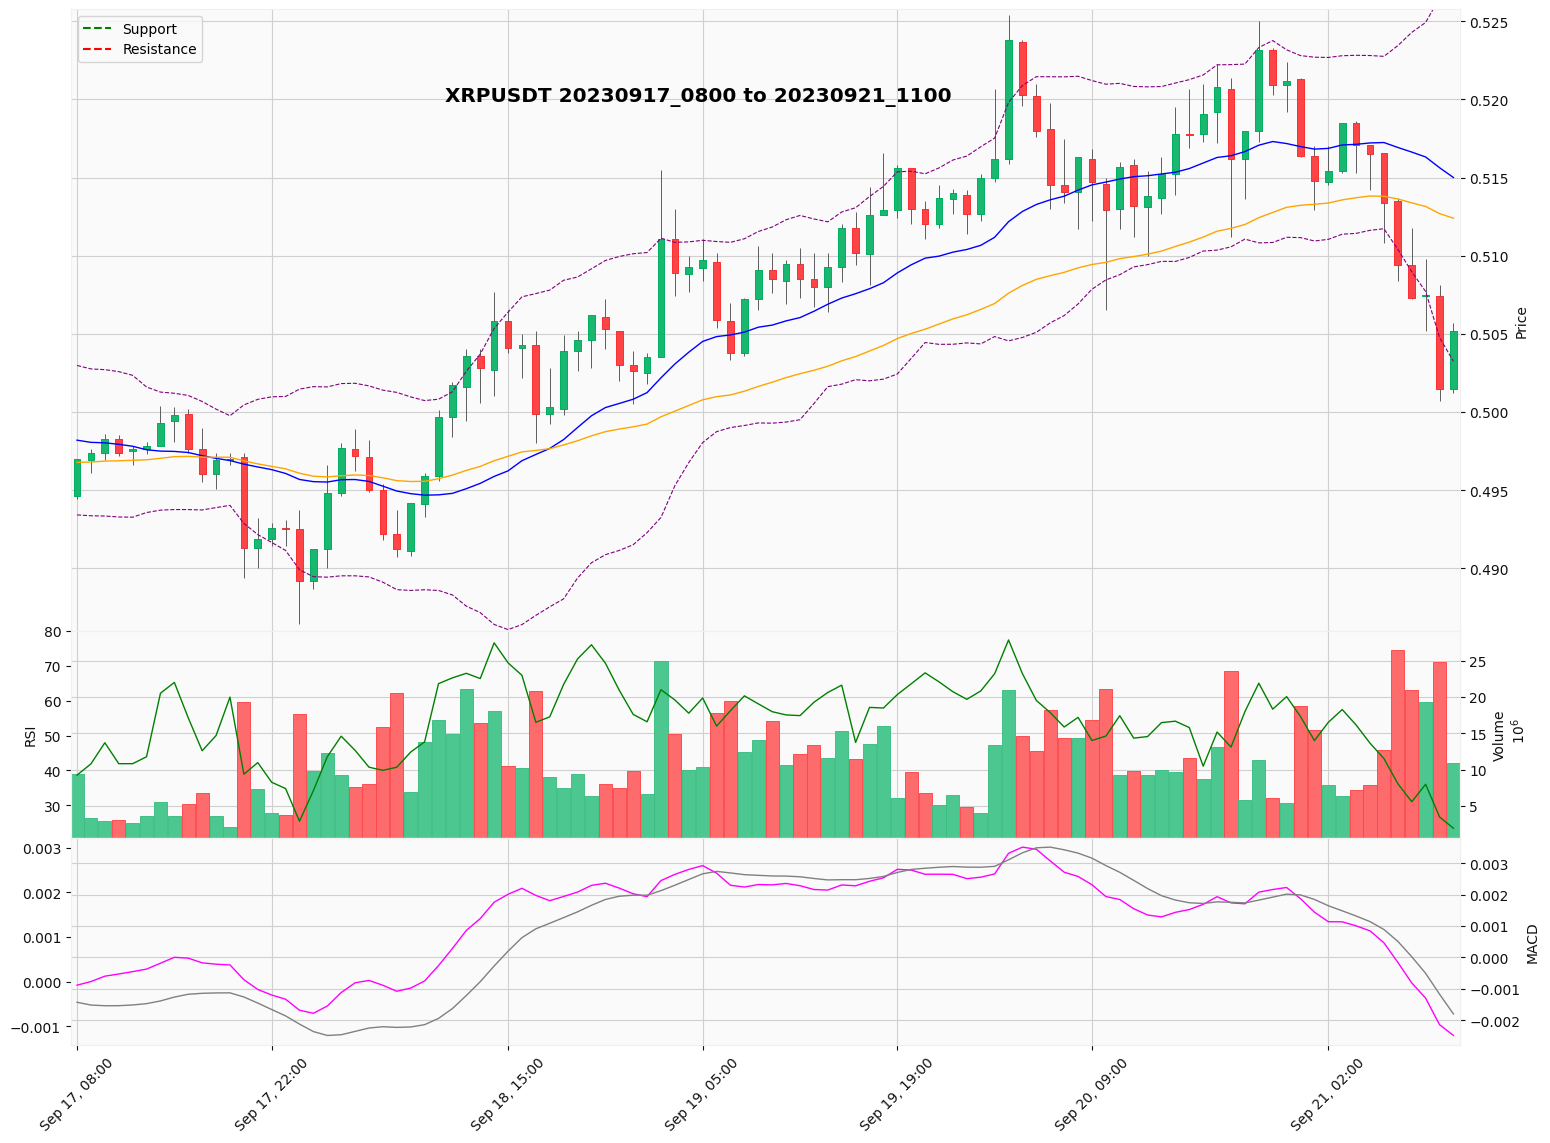 Support
Resistance
XRPUSDT 20230917_0800 to 20230921_1100
0.525
0.520
0.515
0.510
0.505
0.500
0.495
0.490
Price
80
70
60
50
40
30
RSI
25
20
15
10
5
Volume
10^6
0.003
0.002
0.001
0.000
−0.001
0.003
0.002
0.001
0.000
−0.001
−0.002
MACD
Sep 17, 08:00
Sep 17, 22:00
Sep 18, 15:00
Sep 19, 05:00
Sep 19, 19:00
Sep 20, 09:00
Sep 21, 02:00